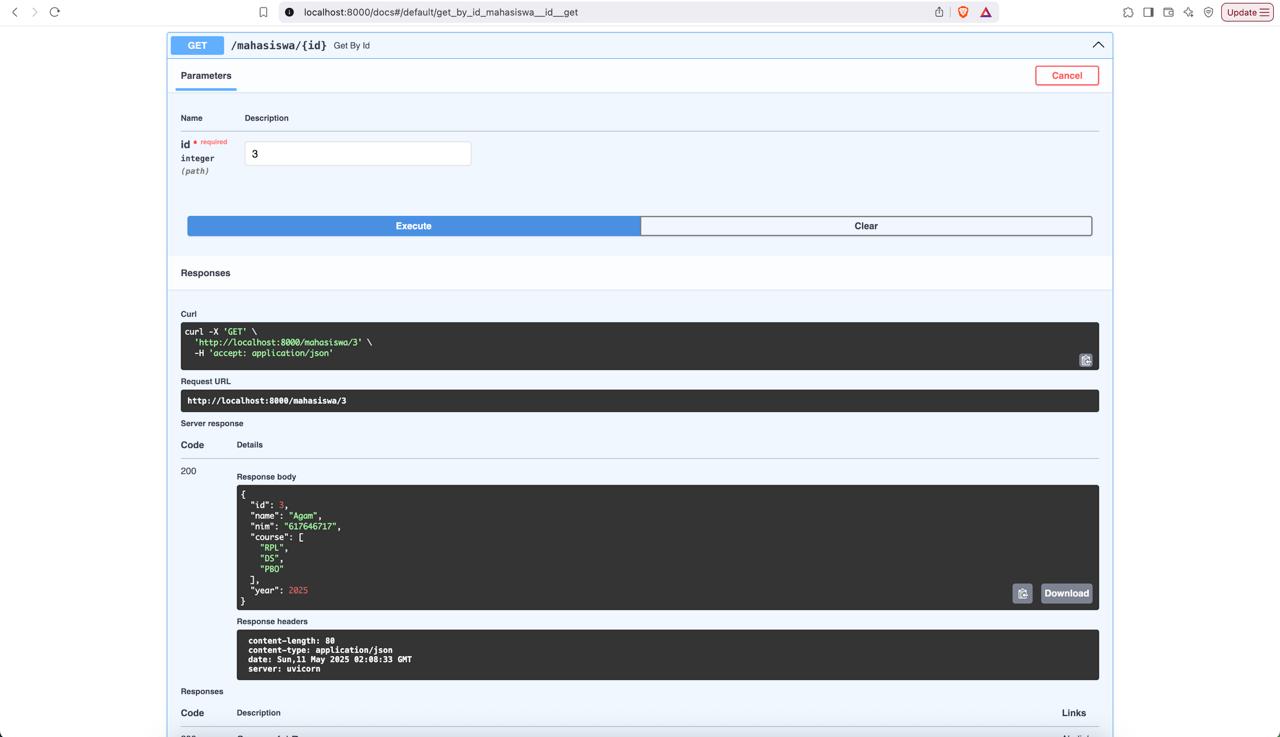 localhost:8000/docs#/default/get_by_id_mahasiswa__id__get
Update
GET /mahasiswa/{id} Get By Id
Parameters
Cancel
Name Description
id * required
integer
(path)
3
Execute Clear
Responses
Curl
curl -X 'GET' \
'http://localhost:8000/mahasiswa/3' \
-H 'accept: application/json'
Request URL
http://localhost:8000/mahasiswa/3
Server response
Code Details
200
Response body
{
"id": 3,
"name": "Agam",
"nim": "617646717",
"course": [
"RPL",
"DS",
"PBO"
],
"year": 2025
}
Download
Response headers
content-length: 80
content-type: application/json
date: Sun,11 May 2025 02:08:33 GMT
server: uvicorn
Responses
Code Description Links